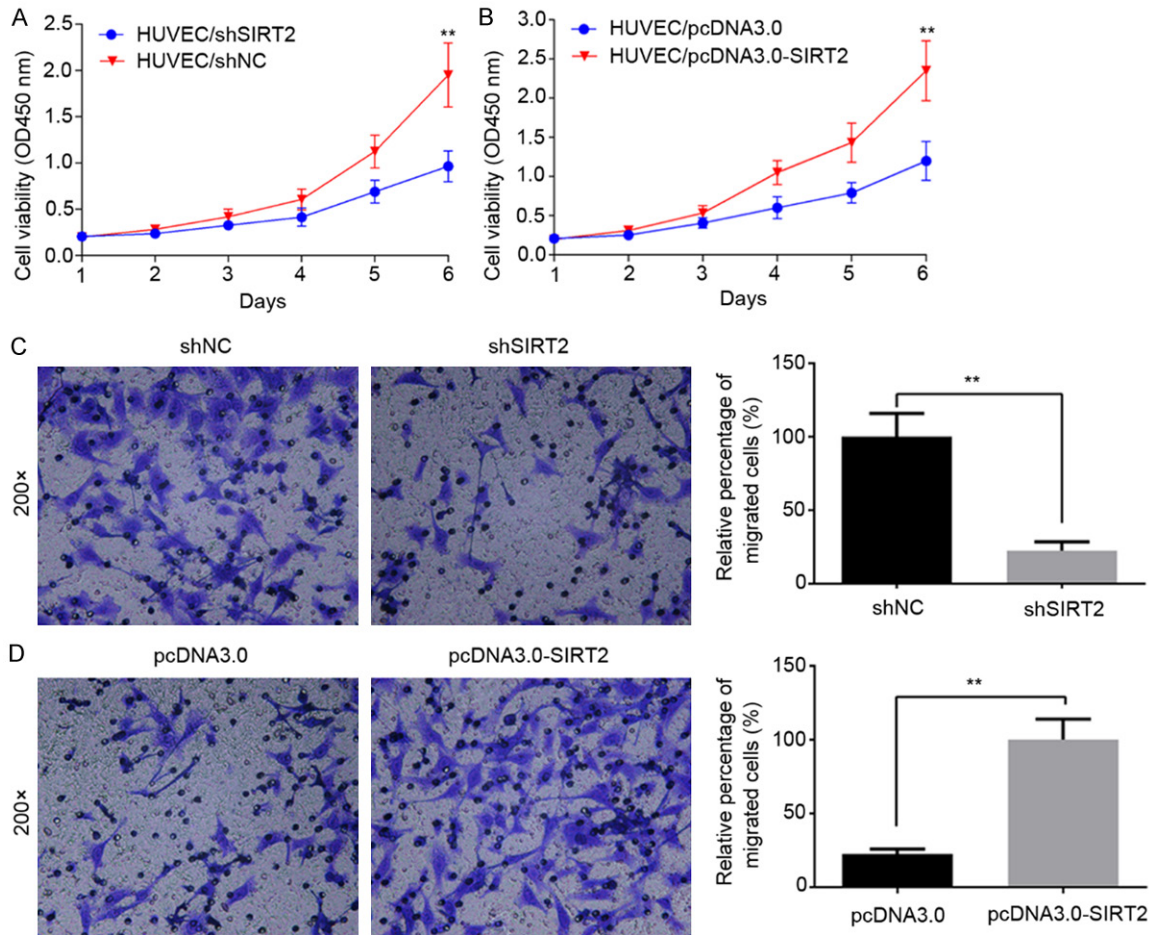 A
HUVEC/shSIRT2
HUVEC/shNC
**
Cell viability (OD450 nm)
2.5
2.0
1.5
1.0
0.5
0.0
1 2 3 4 5 6
Days
B
HUVEC/pcDNA3.0
HUVEC/pcDNA3.0-SIRT2
**
Cell viability (OD450 nm)
3.0
2.5
2.0
1.5
1.0
0.5
0.0
1 2 3 4 5 6
Days
C
shNC
shSIRT2
200×
Relative percentage of
migrated cells (%)
150
100
50
0
**
shNC shSIRT2
D
pcDNA3.0
pcDNA3.0-SIRT2
200×
Relative percentage of
migrated cells (%)
150
100
50
0
**
pcDNA3.0 pcDNA3.0-SIRT2